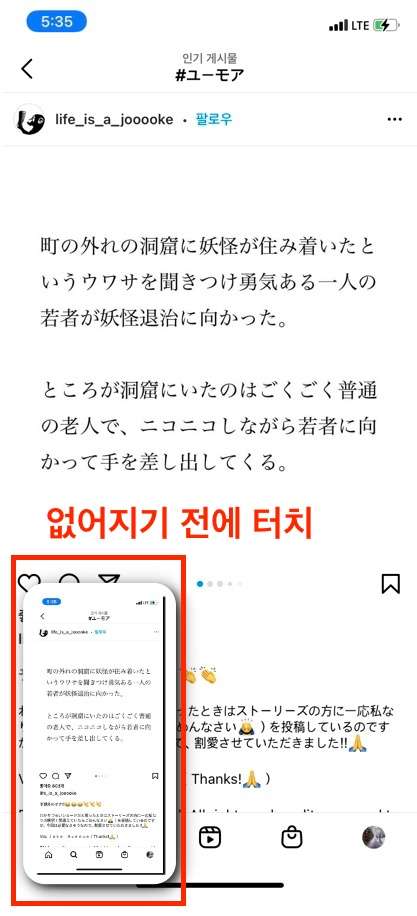 5:35
LTE
인기 게시물
#ユーモア
life_is_a_jooooke • 팔로우
町の外れの洞窟に妖怪が住み着いたと
いうウワサを聞きつけ勇気ある一人の
若者が妖怪退治に向かった。
ところが洞窟にいたのはごくごく普通
の老人で、ニコニコしながら若者に向
かって手を差し出してくる。
없어지기 전에 터치
ったときはストーリーズの方に一応私な
めんなさい🙇）を投稿しているのです
で、割愛させていただきました!!🙏
Thanks!🙏 )
5:35
인기 게시물
#ユーモア
life_is_a_jooooke • 팔로우
町の外れの洞窟に妖怪が住み着いたと
いうウワサを聞きつけ勇気ある一人の
若者が妖怪退治に向かった。
ところが洞窟にいたのはごくごく普通
の老人で、ニコニコしながら若者に向
かって手を差し出してくる。
life_is_a_jooooke